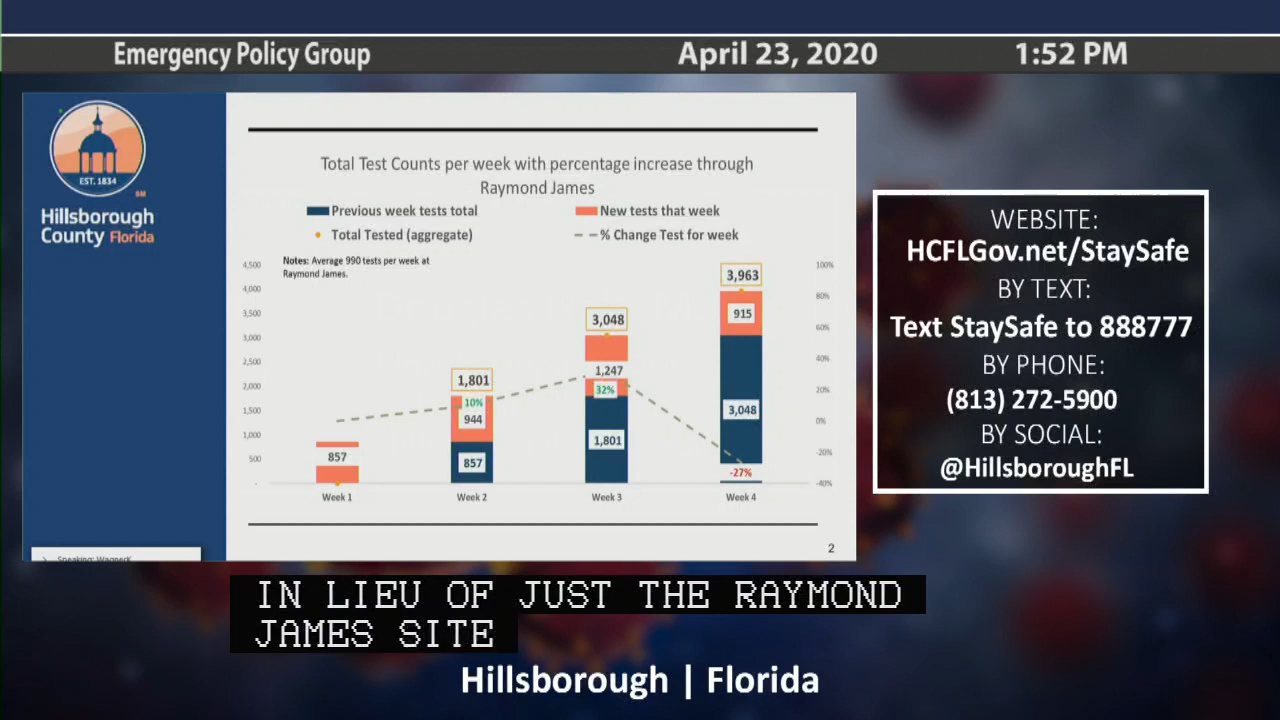 Emergency Policy Group April 23, 2020 1:52 PM
EST. 1834
SM
Hillsborough
County Florida
Total Test Counts per week with percentage increase through
Raymond James
Previous week tests total New tests that week
Total Tested (aggregate) % Change Test for week
Notes: Average 990 tests per week at
Raymond James.
4,500
4,000
3,500
3,000
2,500
2,000
1,500
1,000
500
-
100%
80%
60%
40%
20%
0%
-20%
-40%
857
1,801
10%
944
857
3,048
1,247
32%
1,801
3,963
915
3,048
-27%
Week 1 Week 2 Week 3 Week 4
2
Speaking: WagnerK
WEBSITE:
HCFLGov.net/StaySafe
BY TEXT:
Text StaySafe to 888777
BY PHONE:
(813) 272-5900
BY SOCIAL:
@HillsboroughFL
IN LIEU OF JUST THE RAYMOND
JAMES SITE
Hillsborough | Florida